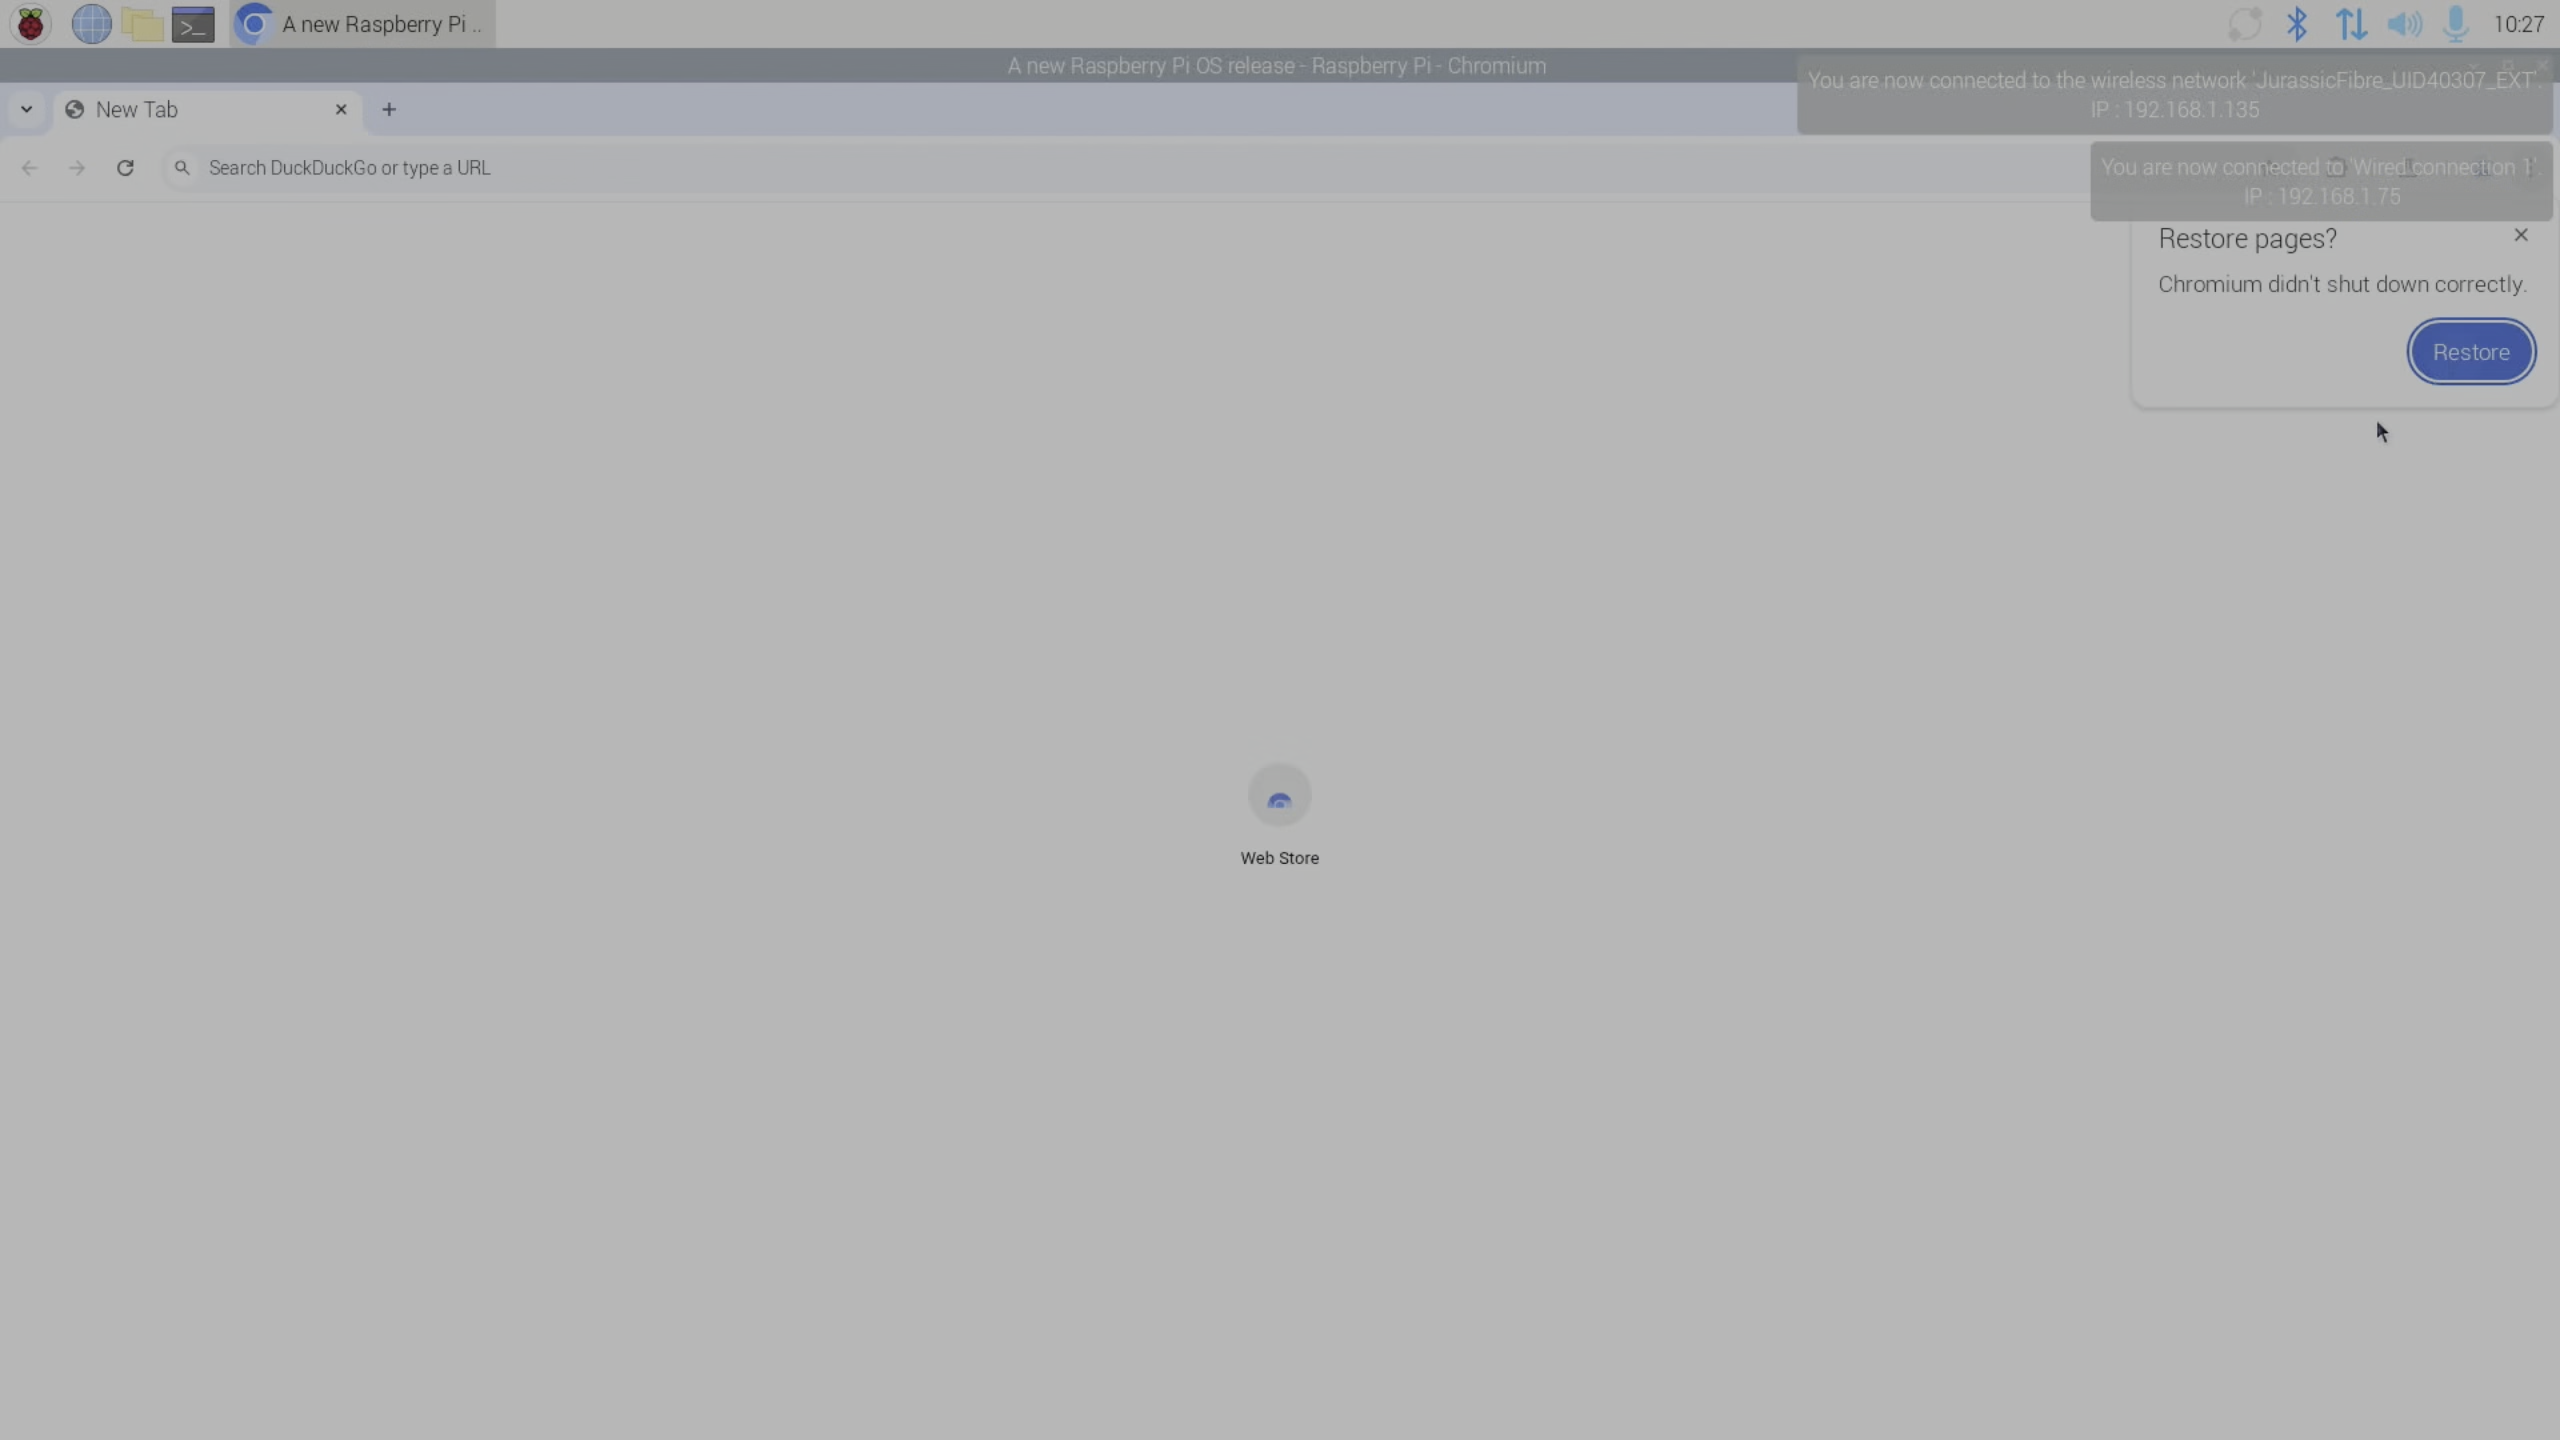 A new Raspberry Pi ..
10:27
A new Raspberry Pi OS release - Raspberry Pi - Chromium
You are now connected to the wireless network 'JurassicFibre_UID40307_EXT'.
IP : 192.168.1.135
New Tab
Search DuckDuckGo or type a URL
You are now connected to 'Wired connection 1'.
IP : 192.168.1.75
Restore pages?
Chromium didn't shut down correctly.
Restore
Web Store